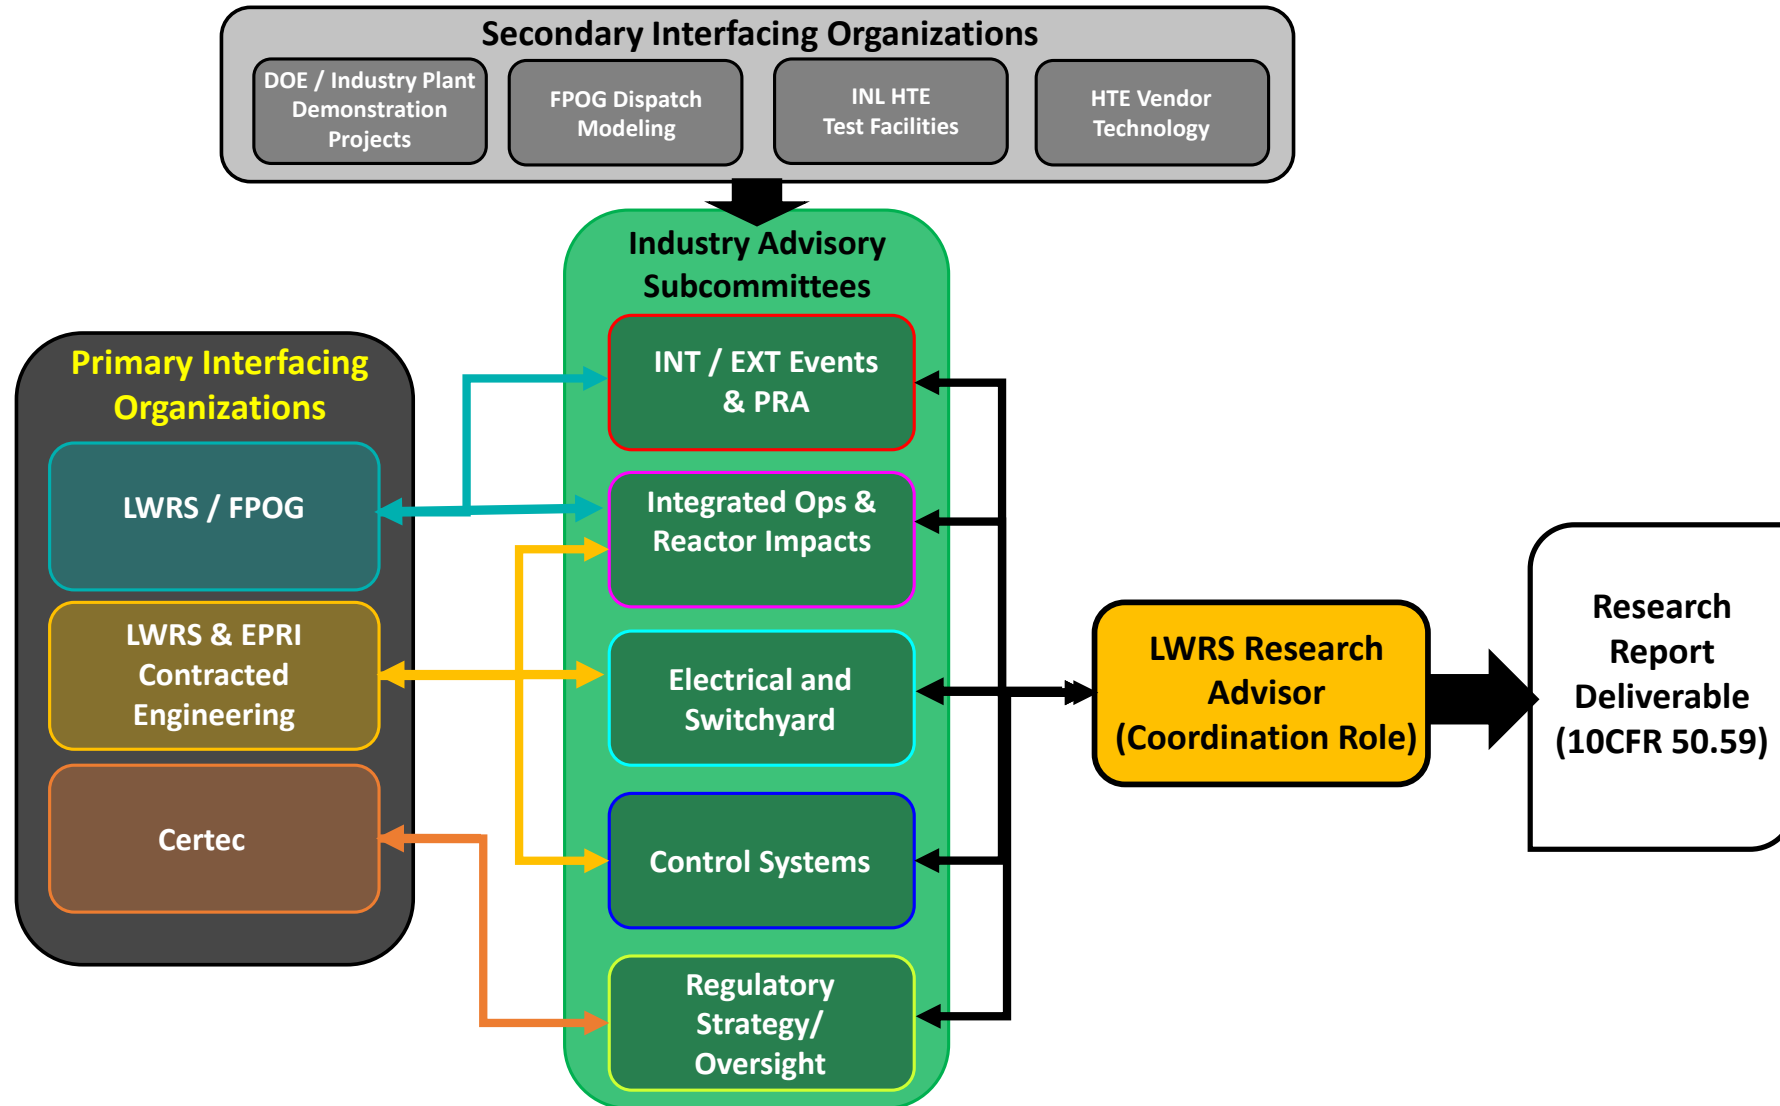 Secondary Interfacing Organizations
DOE / Industry Plant
Demonstration
Projects
FPOG Dispatch
Modeling
INL HTE
Test Facilities
HTE Vendor
Technology
Industry Advisory
Subcommittees
INT / EXT Events
& PRA
Integrated Ops &
Reactor Impacts
Electrical and
Switchyard
Control Systems
Regulatory
Strategy/
Oversight
Primary Interfacing
Organizations
LWRS / FPOG
LWRS & EPRI
Contracted
Engineering
Certec
LWRS Research
Advisor
(Coordination Role)
Research
Report
Deliverable
(10CFR 50.59)